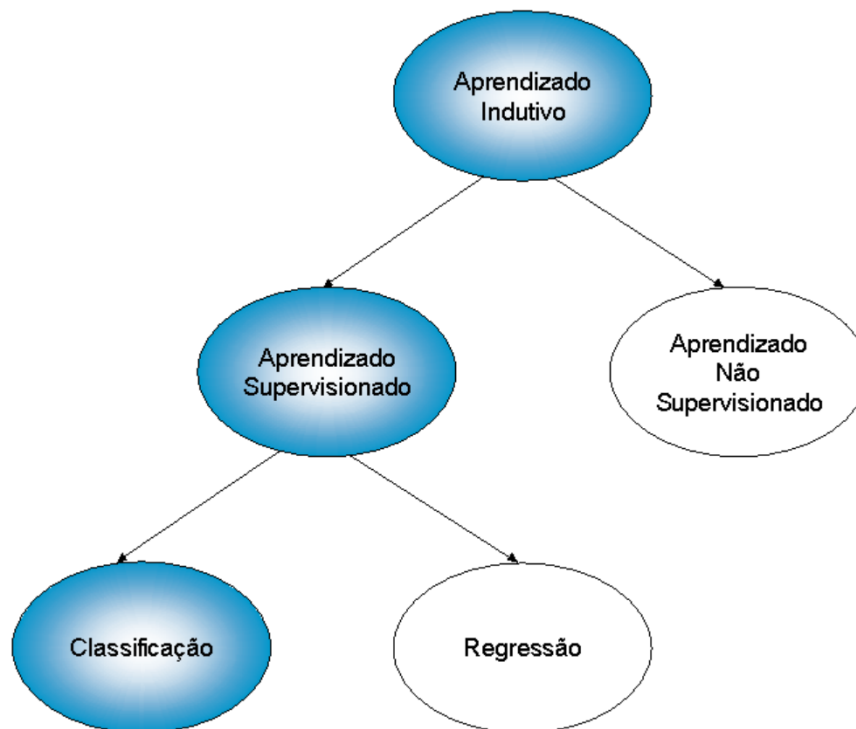 Aprendizado
Indutivo
Aprendizado
Supervisionado
Aprendizado
Não
Supervisionado
Classificação
Regressão